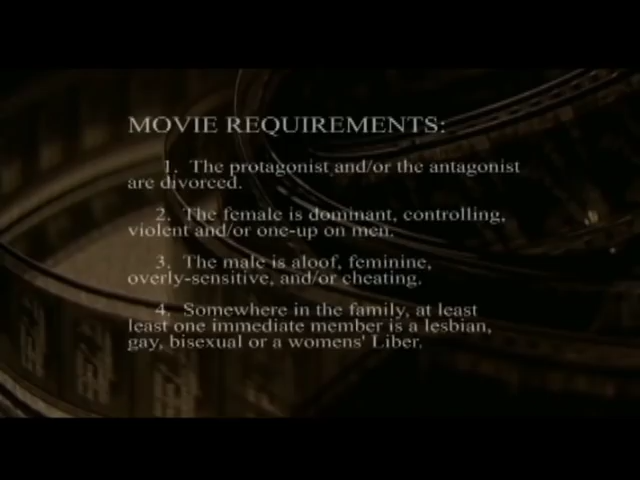 MOVIE REQUIREMENTS:
1. The protagonist and/or the antagonist
are divorced.
2. The female is dominant, controlling,
violent and/or one-up on men.
3. The male is aloof, feminine,
overly-sensitive, and/or cheating.
4. Somewhere in the family, at least
least one immediate member is a lesbian,
gay, bisexual or a womens' Liber.